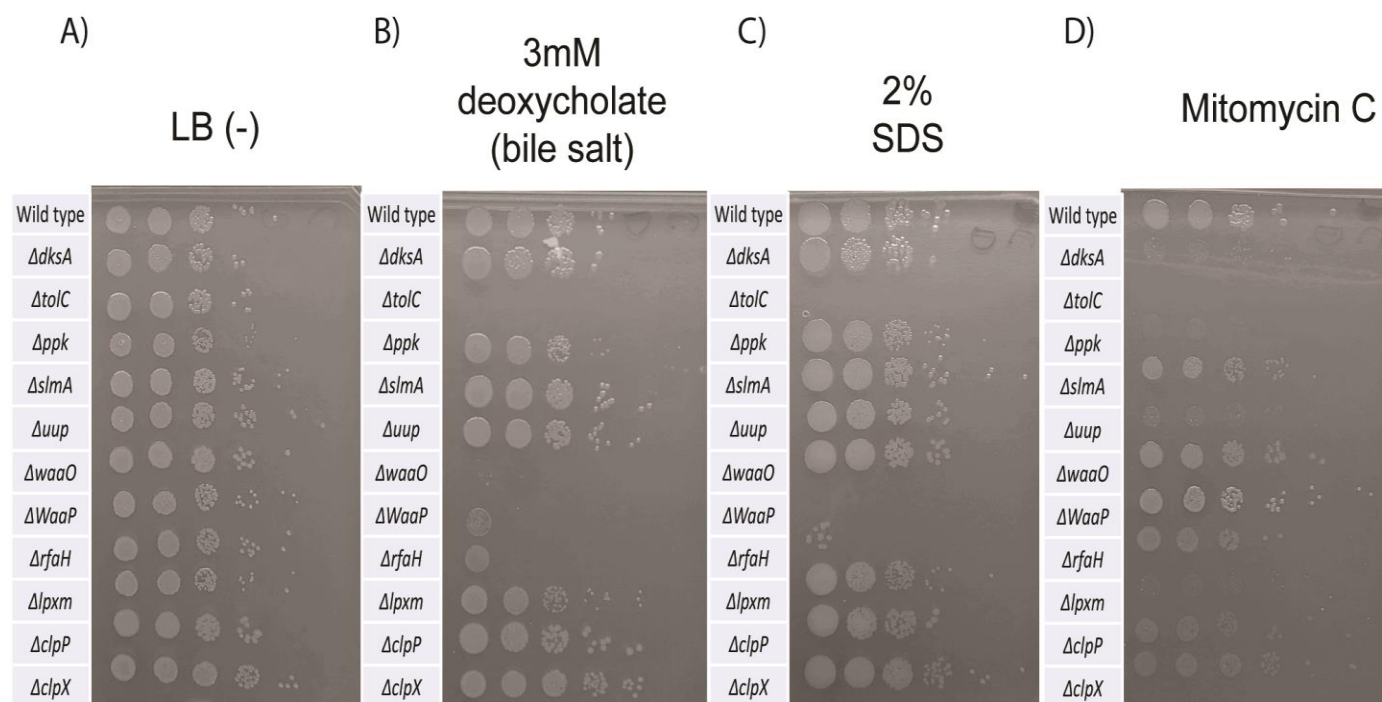 A)
LB (-)
Wild type
ΔdksA
ΔtolC
Δppk
ΔslmA
Δuup
ΔwaaO
ΔWaaP
ΔrfaH
Δlpxm
ΔclpP
ΔclpX
B)
3mM
deoxycholate
(bile salt)
Wild type
ΔdksA
ΔtolC
Δppk
ΔslmA
Δuup
ΔwaaO
ΔWaaP
ΔrfaH
Δlpxm
ΔclpP
ΔclpX
C)
2%
SDS
Wild type
ΔdksA
ΔtolC
Δppk
ΔslmA
Δuup
ΔwaaO
ΔWaaP
ΔrfaH
Δlpxm
ΔclpP
ΔclpX
D)
Mitomycin C
Wild type
ΔdksA
ΔtolC
Δppk
ΔslmA
Δuup
ΔwaaO
ΔWaaP
ΔrfaH
Δlpxm
ΔclpP
ΔclpX